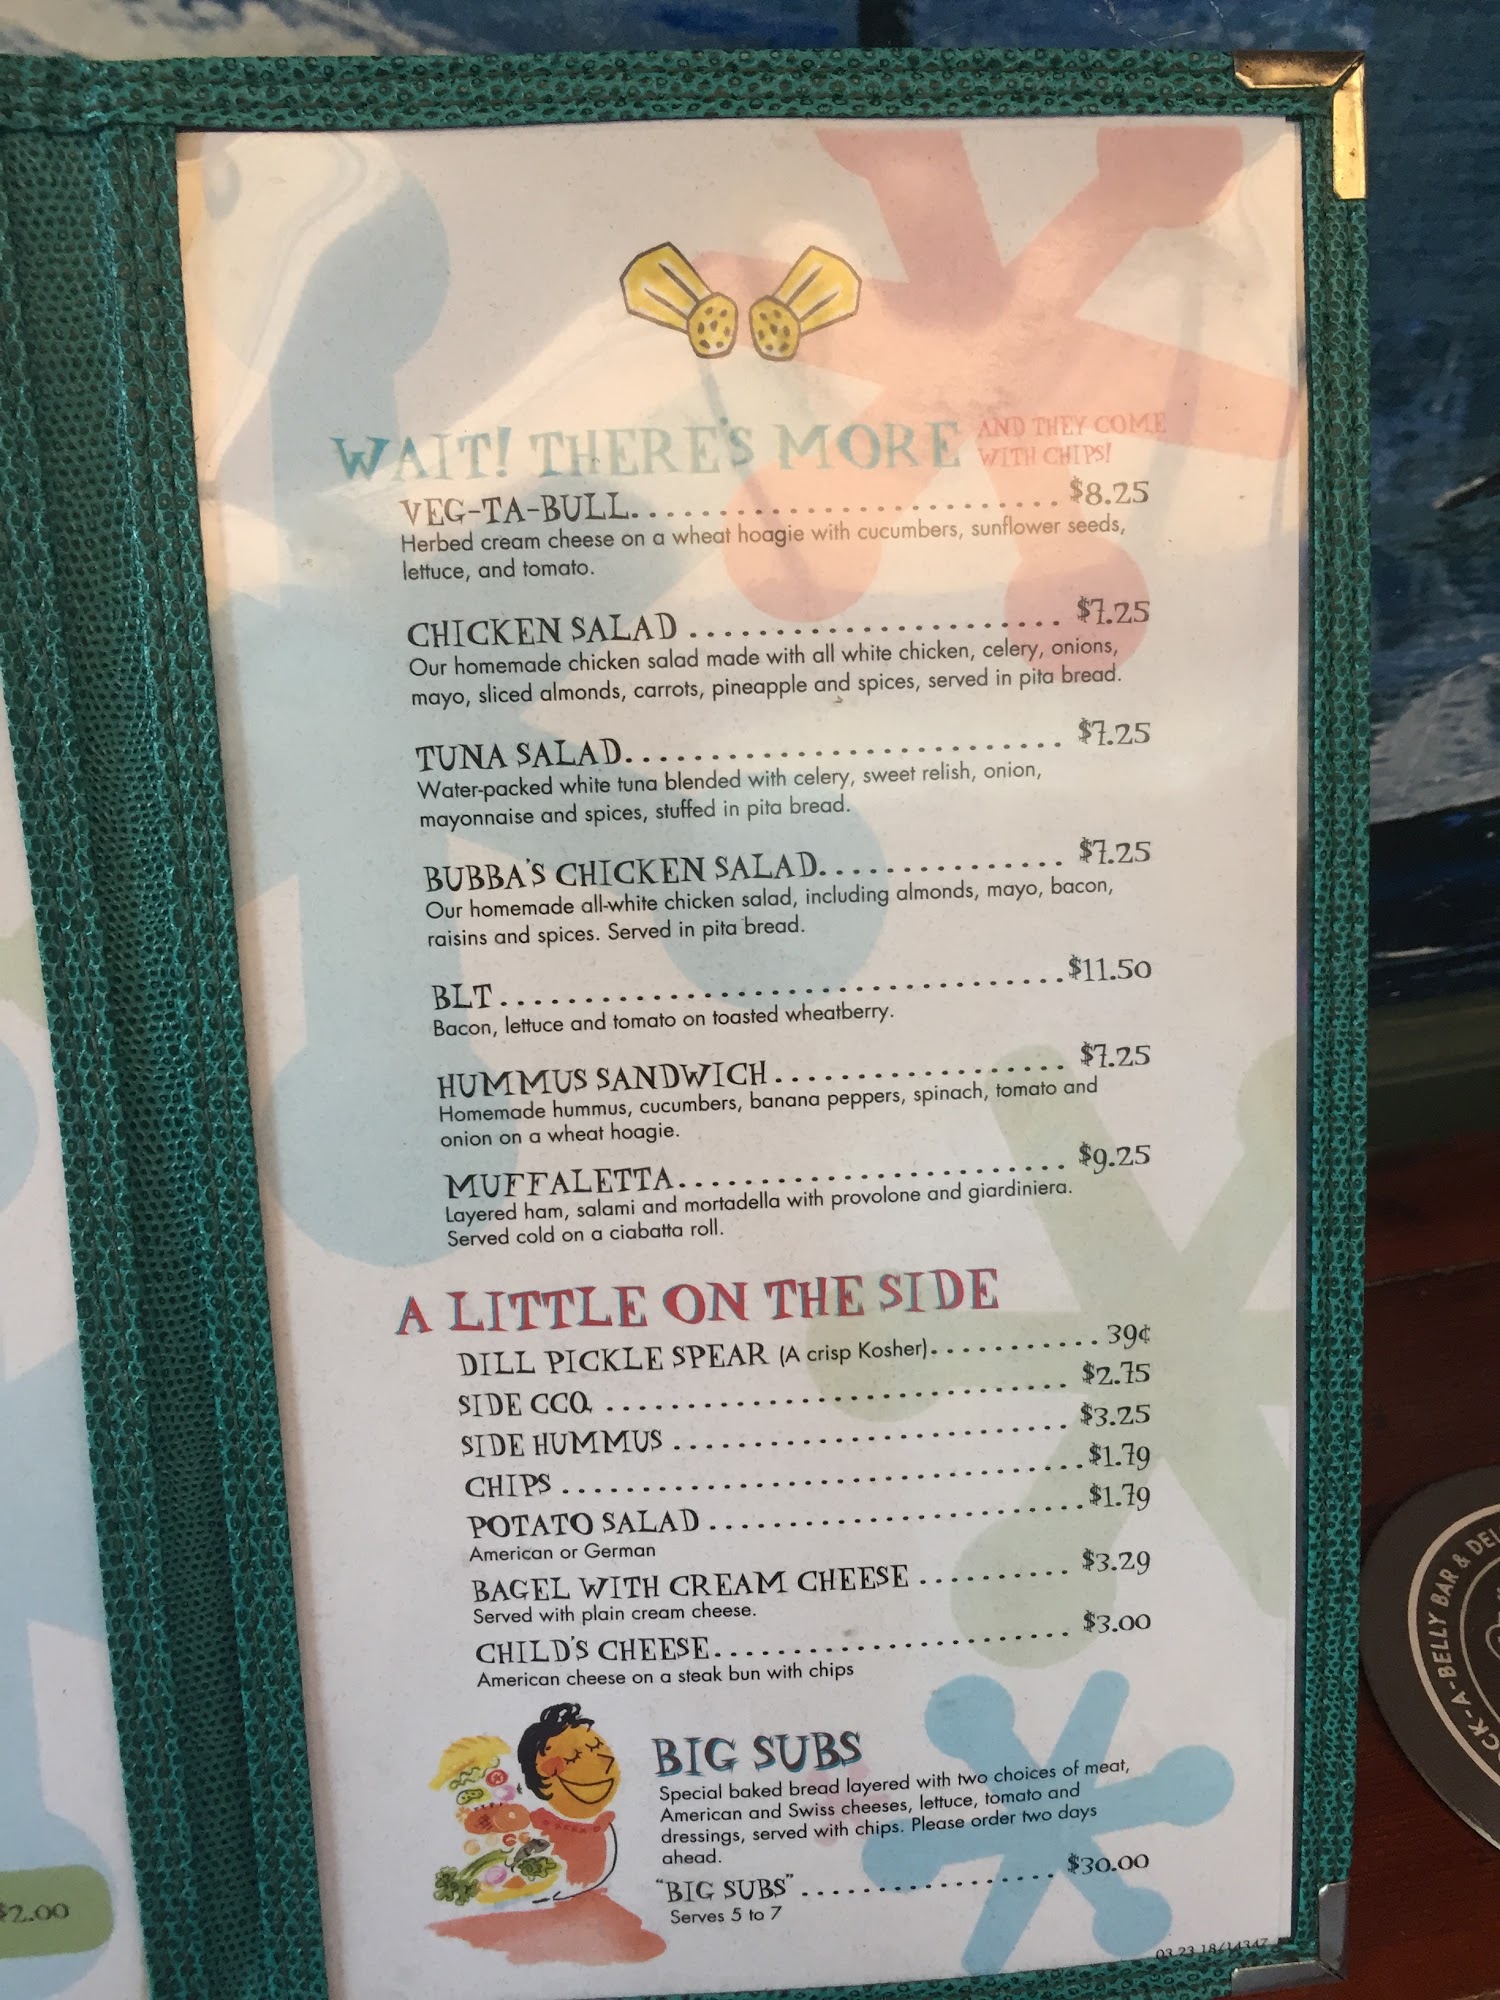 WAIT! THERE'S MORE AND THEY COME WITH CHIPS!
VEG-TA-BULL. . . . . . . . . . . . . . . . . . . . . . . . . . $8.25
Herbed cream cheese on a wheat hoagie with cucumbers, sunflower seeds,
lettuce, and tomato.
CHICKEN SALAD . . . . . . . . . . . . . . . . . . . . . . $7.25
Our homemade chicken salad made with all white chicken, celery, onions,
mayo, sliced almonds, carrots, pineapple and spices, served in pita bread.
TUNA SALAD. . . . . . . . . . . . . . . . . . . . . . . . . . $7.25
Water-packed white tuna blended with celery, sweet relish, onion,
mayonnaise and spices, stuffed in pita bread.
BUBBA'S CHICKEN SALAD. . . . . . . . . . . . . . . $7.25
Our homemade all-white chicken salad, including almonds, mayo, bacon,
raisins and spices. Served in pita bread.
BLT . . . . . . . . . . . . . . . . . . . . . . . . . . . . . . . . . $11.50
Bacon, lettuce and tomato on toasted wheatberry.
HUMMUS SANDWICH . . . . . . . . . . . . . . . . . . $7.25
Homemade hummus, cucumbers, banana peppers, spinach, tomato and
onion on a wheat hoagie.
MUFFALETTA. . . . . . . . . . . . . . . . . . . . . . . . $9.25
Layered ham, salami and mortadella with provolone and giardiniera.
Served cold on a ciabatta roll.
A LITTLE ON THE SIDE
DILL PICKLE SPEAR (A crisp Kosher). . . . . . . . . . . 39¢
SIDE CCQ . . . . . . . . . . . . . . . . . . . . . . . . . . . . . $2.75
SIDE HUMMUS . . . . . . . . . . . . . . . . . . . . . . . . . $3.25
CHIPS . . . . . . . . . . . . . . . . . . . . . . . . . . . . . . . . $1.79
POTATO SALAD . . . . . . . . . . . . . . . . . . . . . . . $1.79
American or German
BAGEL WITH CREAM CHEESE . . . . . . . . . . $3.29
Served with plain cream cheese.
CHILD'S CHEESE. . . . . . . . . . . . . . . . . . . . . . $3.00
American cheese on a steak bun with chips
BIG SUBS
Special baked bread layered with two choices of meat,
American and Swiss cheeses, lettuce, tomato and
dressings, served with chips. Please order two days
ahead.
"BIG SUBS" . . . . . . . . . . . . . . . . $30.00
Serves 5 to 7
03.23.18/14347
$2.00
CK-A-BELLY BAR & DEL